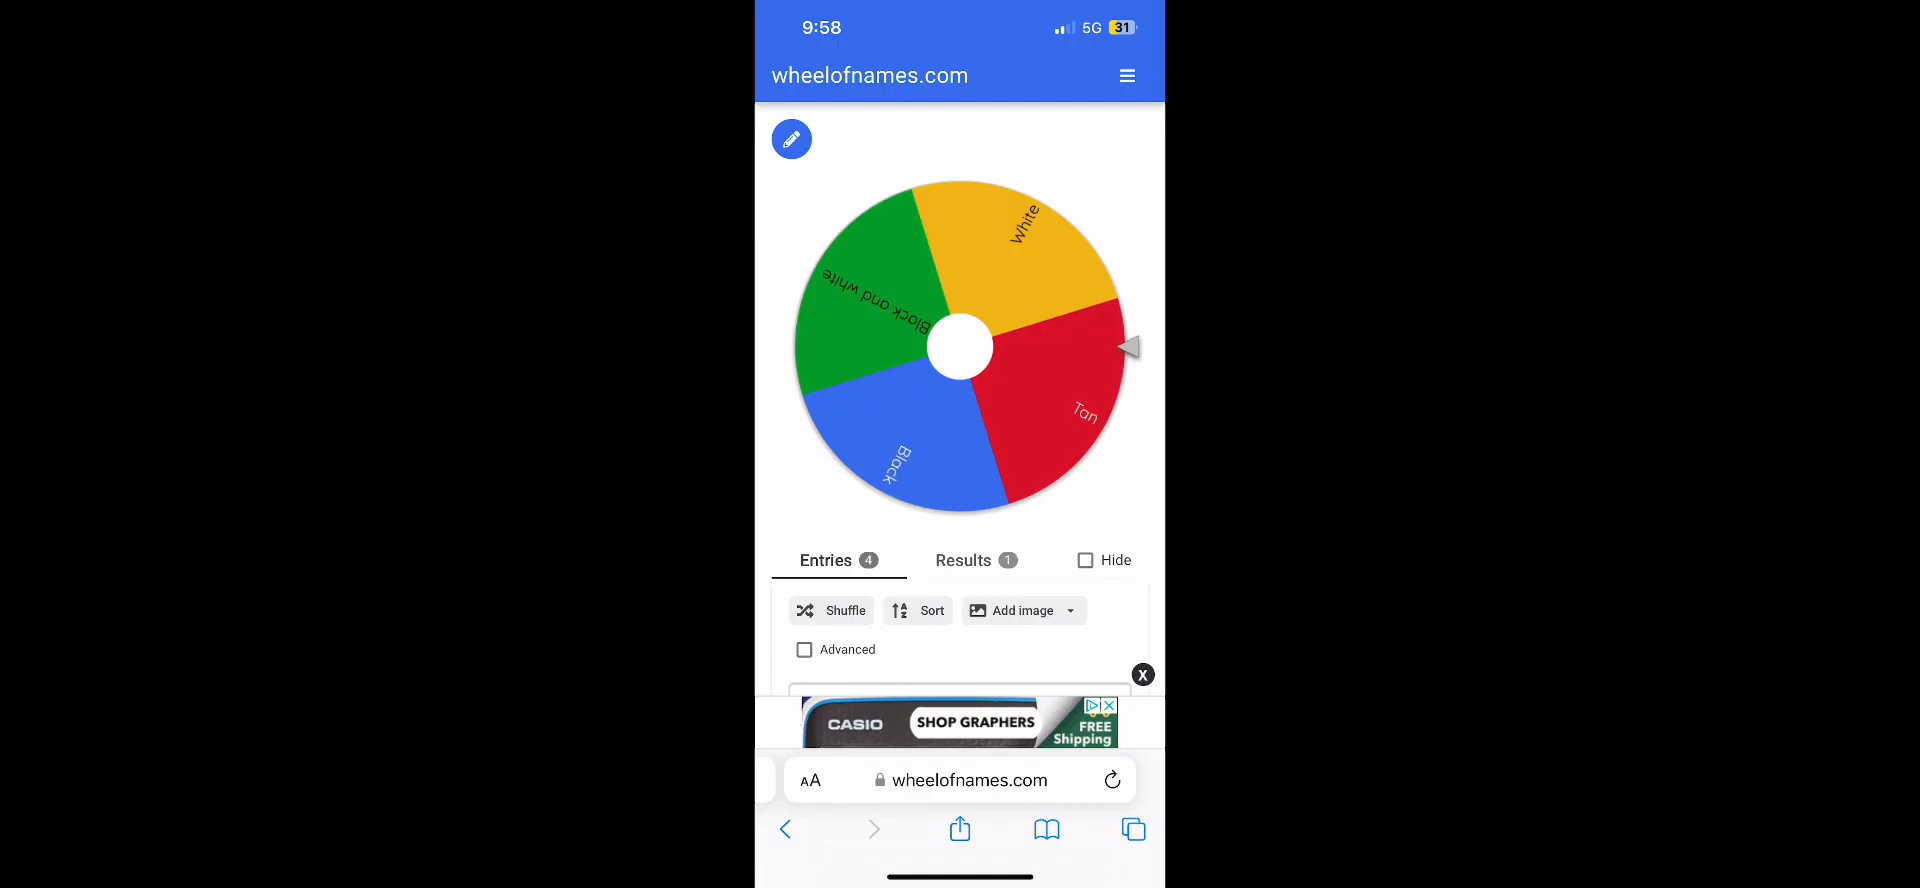 9:58
5G 31
wheelofnames.com
White
Black and white
Tan
Black
Entries 4
Results 1
Hide
Shuffle
Sort
Add image
Advanced
X
CASIO
SHOP GRAPHERS
FREE
Shipping
AA
wheelofnames.com